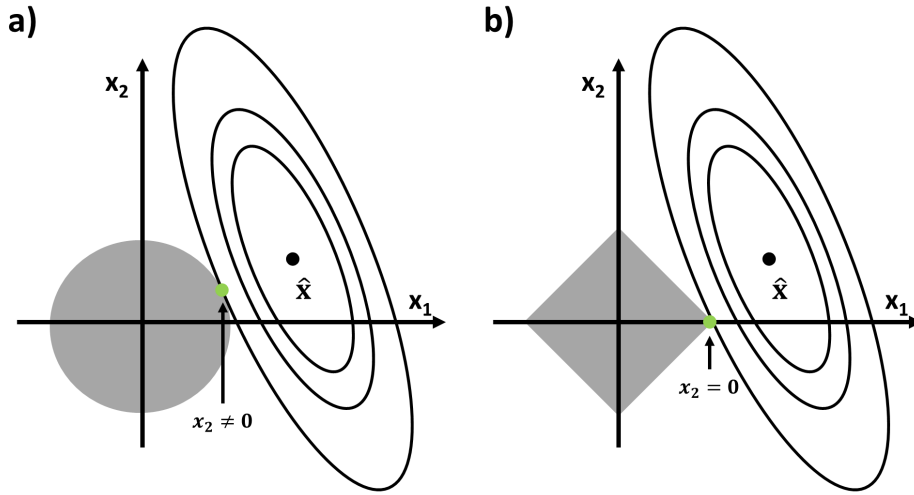 a)
x₂
x̂
x₁
x₂ ≠ 0
b)
x₂
x̂
x₁
x₂ = 0